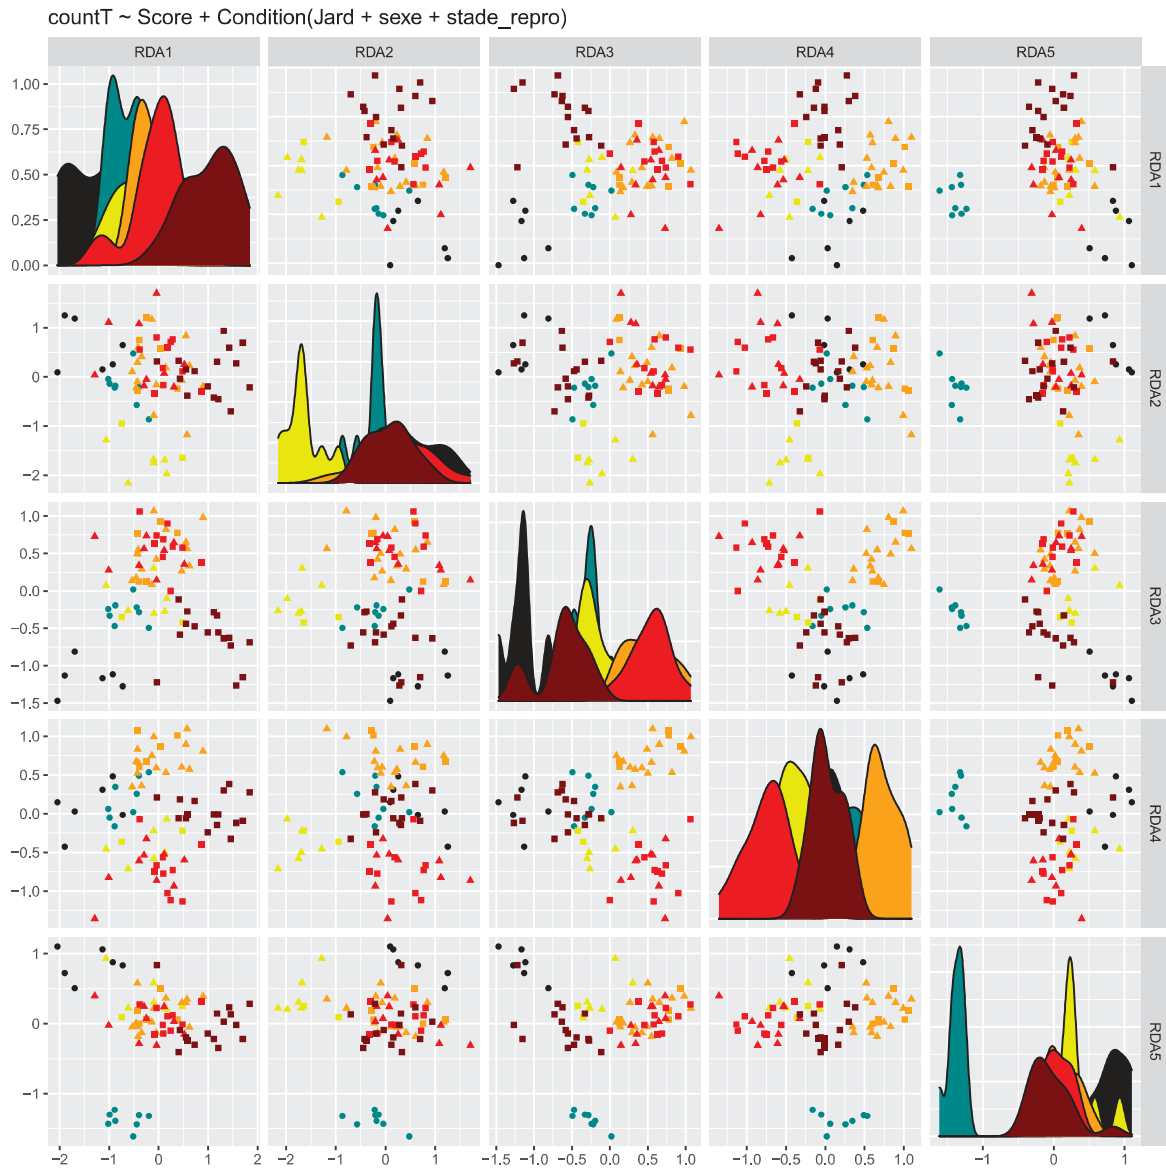 countT ~ Score + Condition(Jard + sexe + stade_repro)
RDA1 RDA2 RDA3 RDA4 RDA5
1.00
0.75
0.50
0.25
0.00
RDA1
1
0
−1
−2
RDA2
1.0
0.5
0.0
−0.5
−1.0
−1.5
RDA3
1.0
0.5
0.0
−0.5
−1.0
RDA4
1
0
−1
RDA5
−2 −1 0 1 2 −2 −1 0 1 −1.5 −1.0 −0.5 0.0 0.5 1.0 −1.0 −0.5 0.0 0.5 1.0 −1 0 1